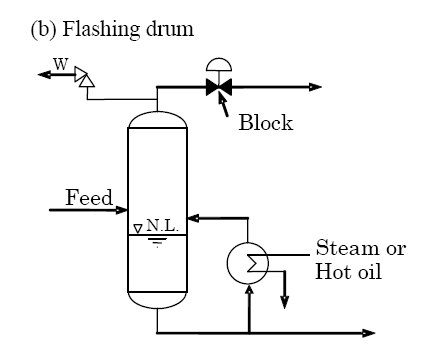 (b) Flashing drum
W
Block
Feed
N.L.
Steam or
Hot oil